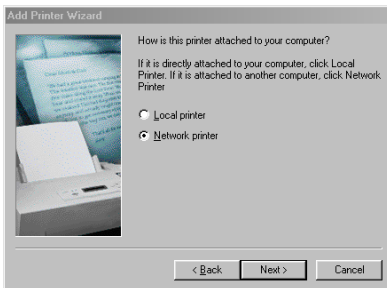 Add Printer Wizard
How is this printer attached to your computer?
If it is directly attached to your computer, click Local
Printer. If it is attached to another computer, click Network
Printer
Local printer
Network printer
< Back
Next >
Cancel